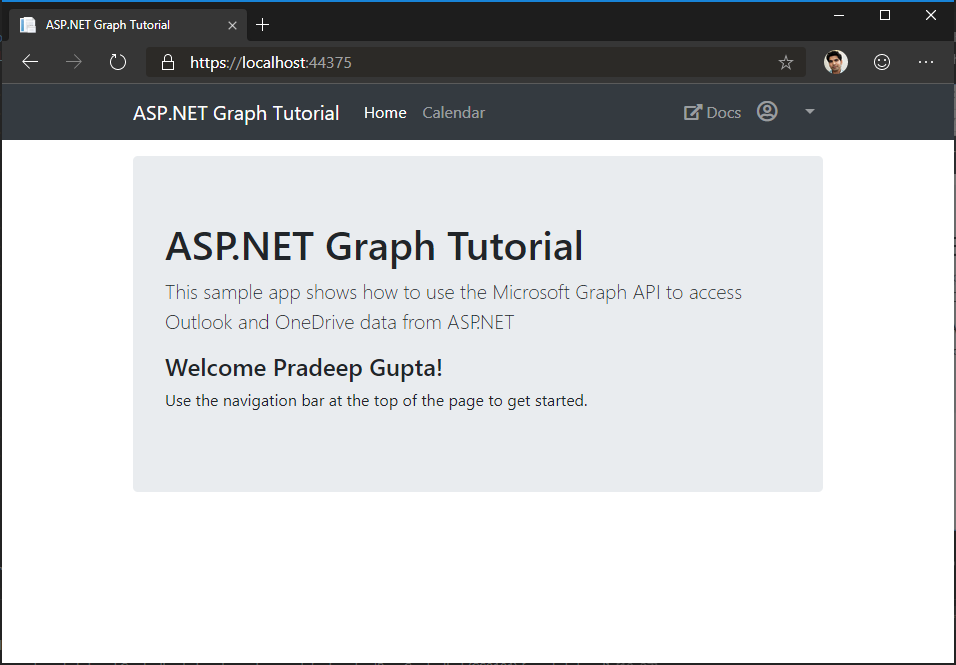 ASP.NET Graph Tutorial
https://localhost:44375
ASP.NET Graph Tutorial Home Calendar Docs
ASP.NET Graph Tutorial
This sample app shows how to use the Microsoft Graph API to access
Outlook and OneDrive data from ASP.NET
Welcome Pradeep Gupta!
Use the navigation bar at the top of the page to get started.